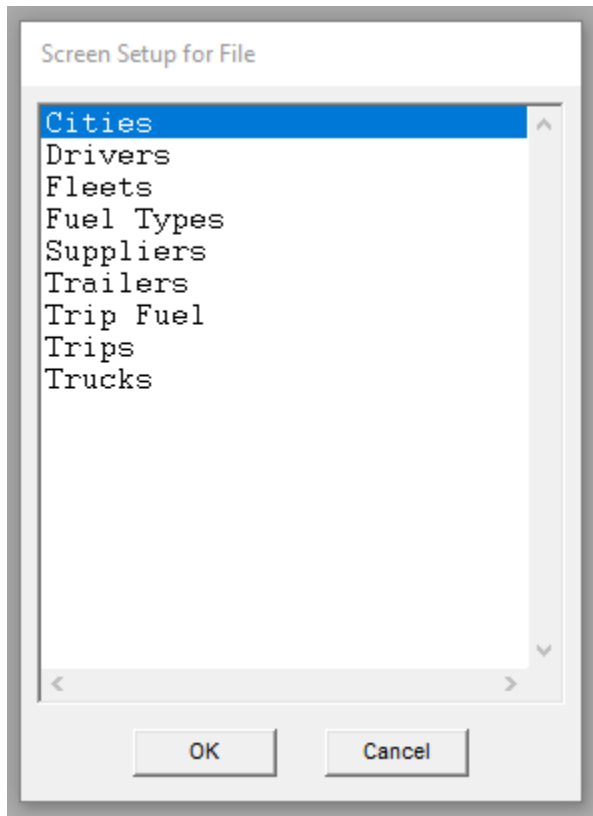 Screen Setup for File
Cities
Drivers
Fleets
Fuel Types
Suppliers
Trailers
Trip Fuel
Trips
Trucks
OK
Cancel